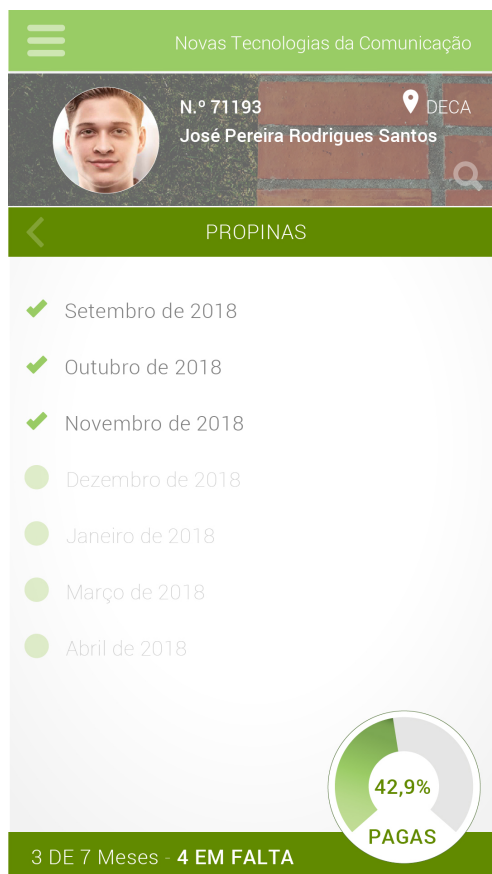 Novas Tecnologias da Comunicação
N.º 71193 DECA
José Pereira Rodrigues Santos
PROPINAS
Setembro de 2018
Outubro de 2018
Novembro de 2018
Dezembro de 2018
Janeiro de 2018
Março de 2018
Abril de 2018
42,9%
PAGAS
3 DE 7 Meses - 4 EM FALTA